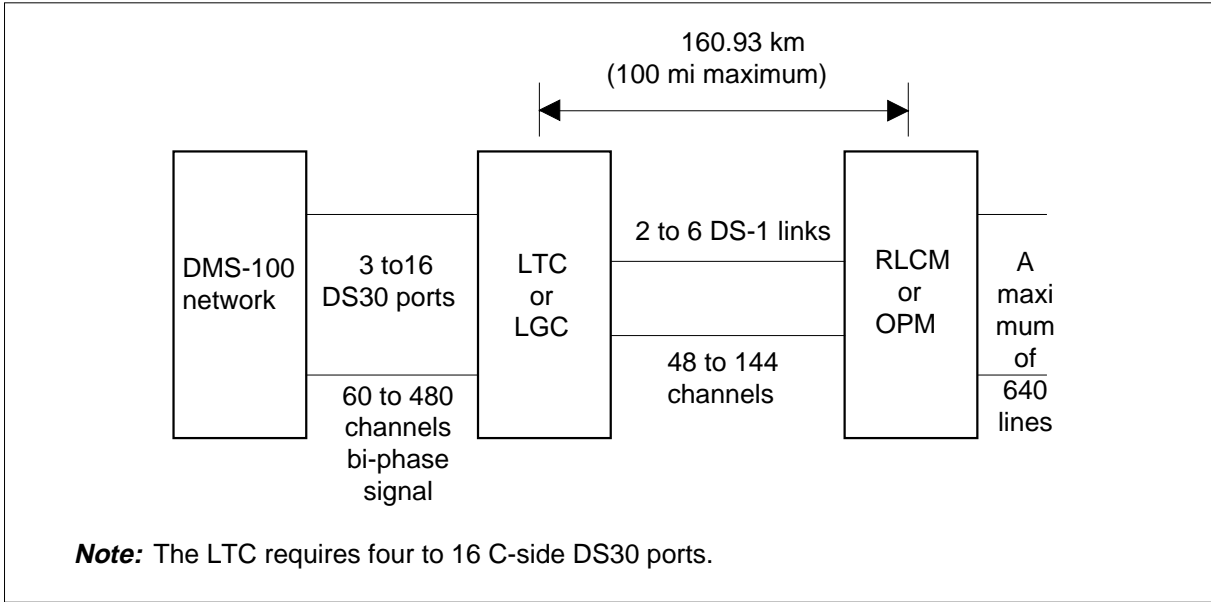 160.93 km
(100 mi maximum)
DMS-100
network
3 to16
DS30 ports
60 to 480
channels
bi-phase
signal
LTC
or
LGC
2 to 6 DS-1 links
48 to 144
channels
RLCM
or
OPM
A
maxi
mum
of
640
lines
Note: The LTC requires four to 16 C-side DS30 ports.